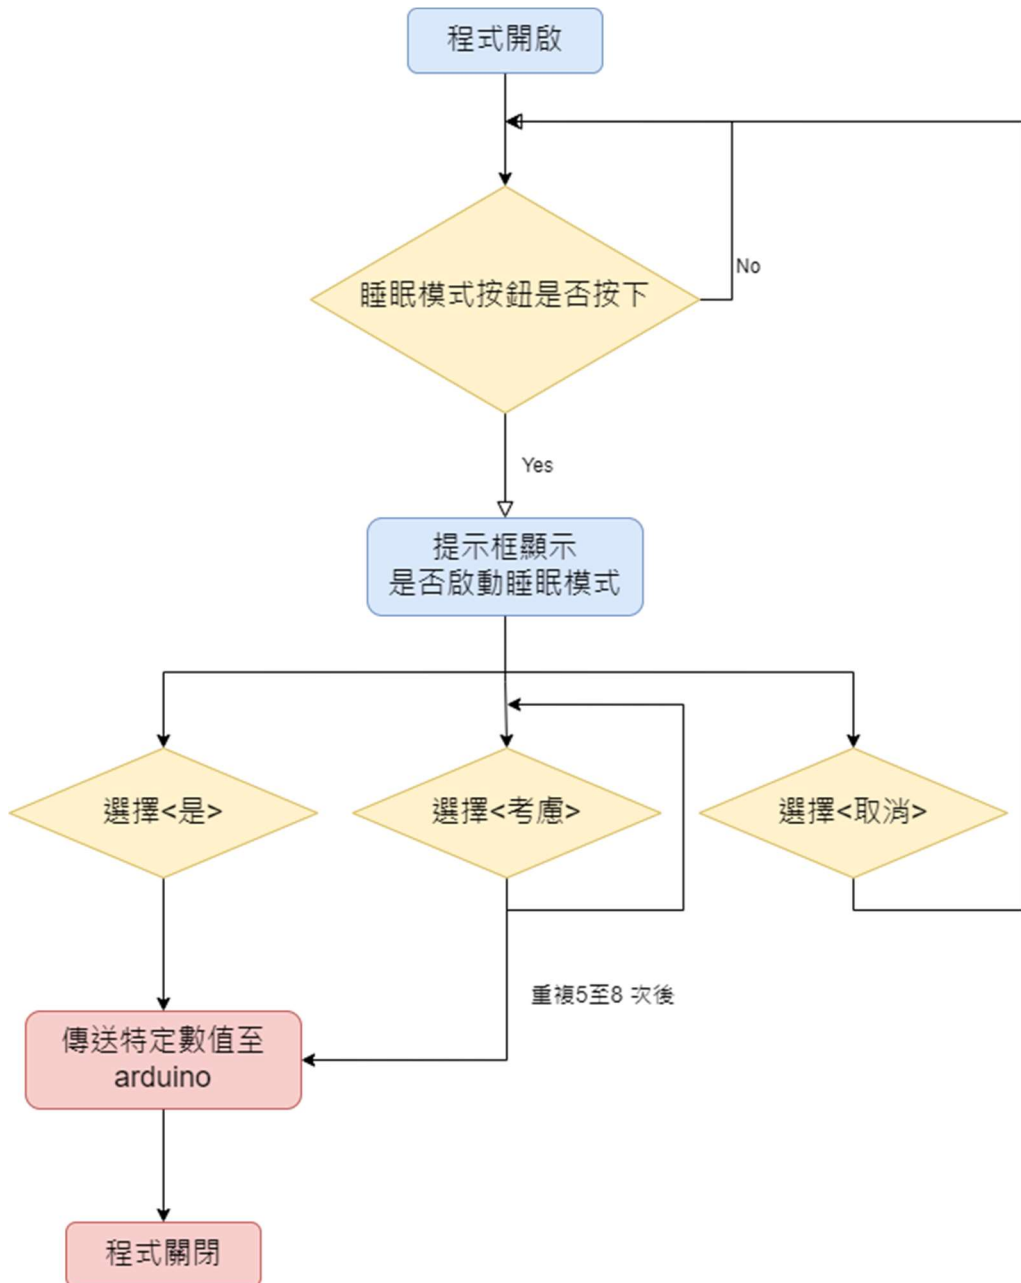 程式開啟
睡眠模式按鈕是否按下
No
Yes
提示框顯示
是否啟動睡眠模式
選擇<是>
選擇<考慮>
選擇<取消>
重複5至8 次後
傳送特定數值至
arduino
程式關閉